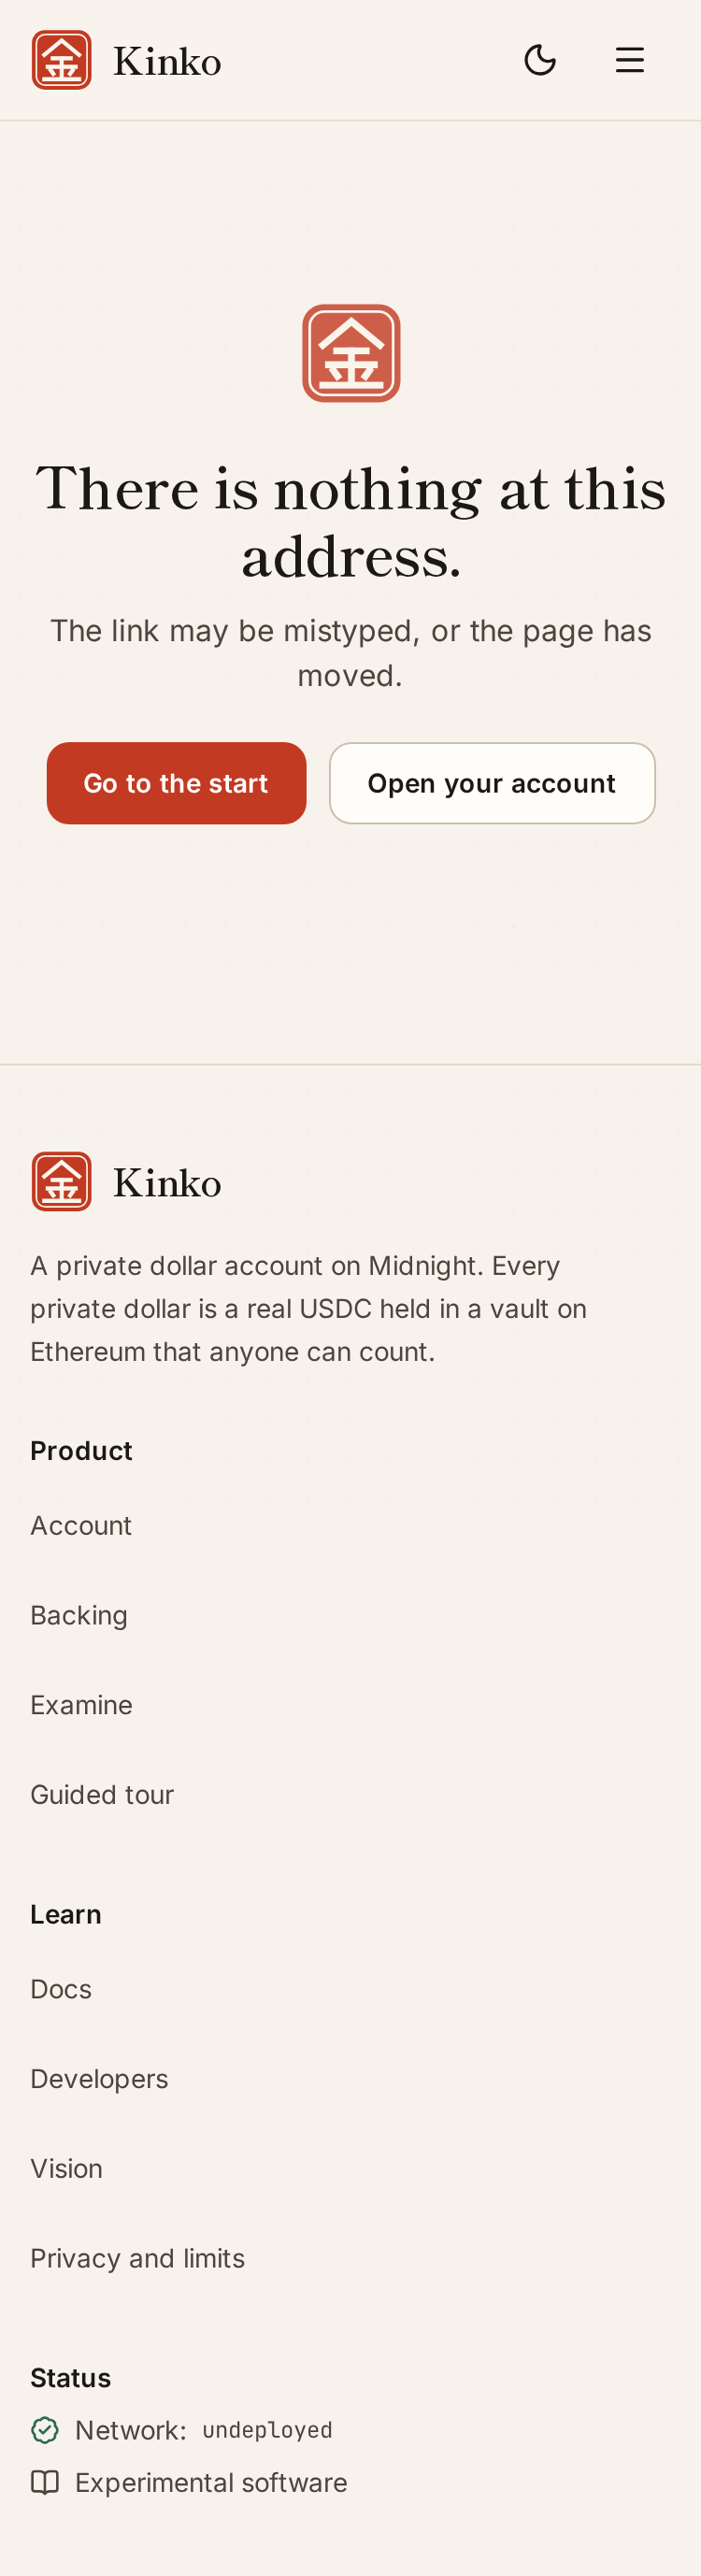 金 Kinko
金
There is nothing at this
address.
The link may be mistyped, or the page has
moved.
Go to the start
Open your account
金 Kinko
A private dollar account on Midnight. Every
private dollar is a real USDC held in a vault on
Ethereum that anyone can count.
Product
Account
Backing
Examine
Guided tour
Learn
Docs
Developers
Vision
Privacy and limits
Status
Network: undeployed
Experimental software